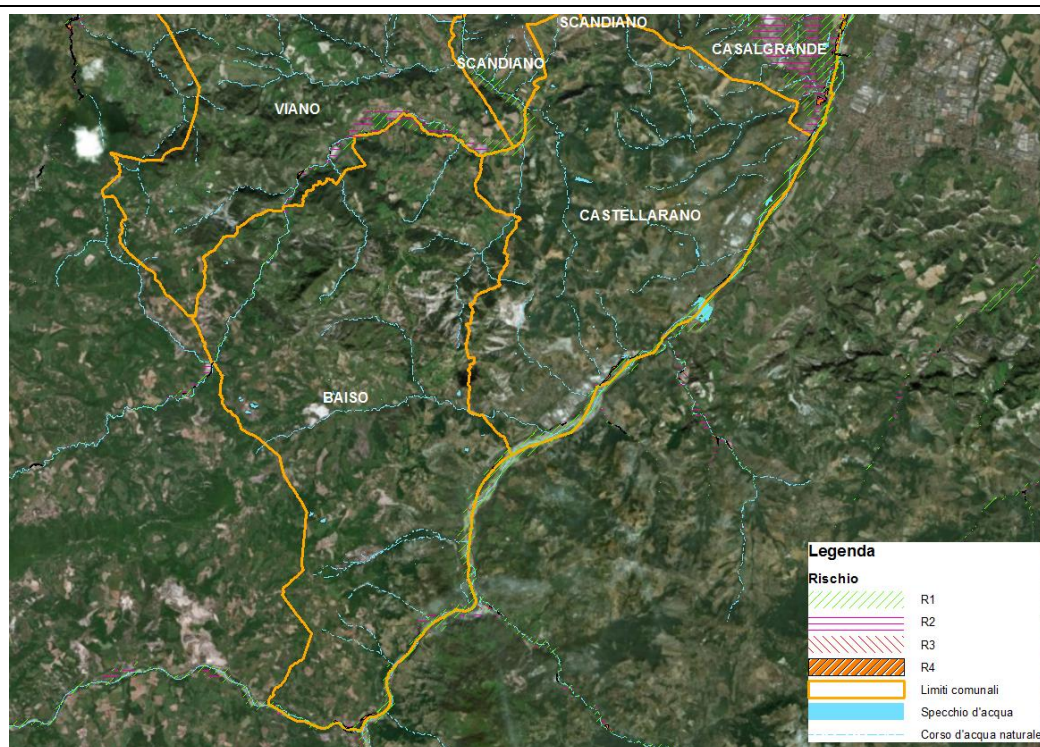 SCANDIANO
CASALGRANDE
SCANDIANO
VIANO
CASTELLARANO
BAISO
Legenda
Rischio
R1
R2
R3
R4
Limiti comunali
Specchio d'acqua
Corso d'acqua naturale